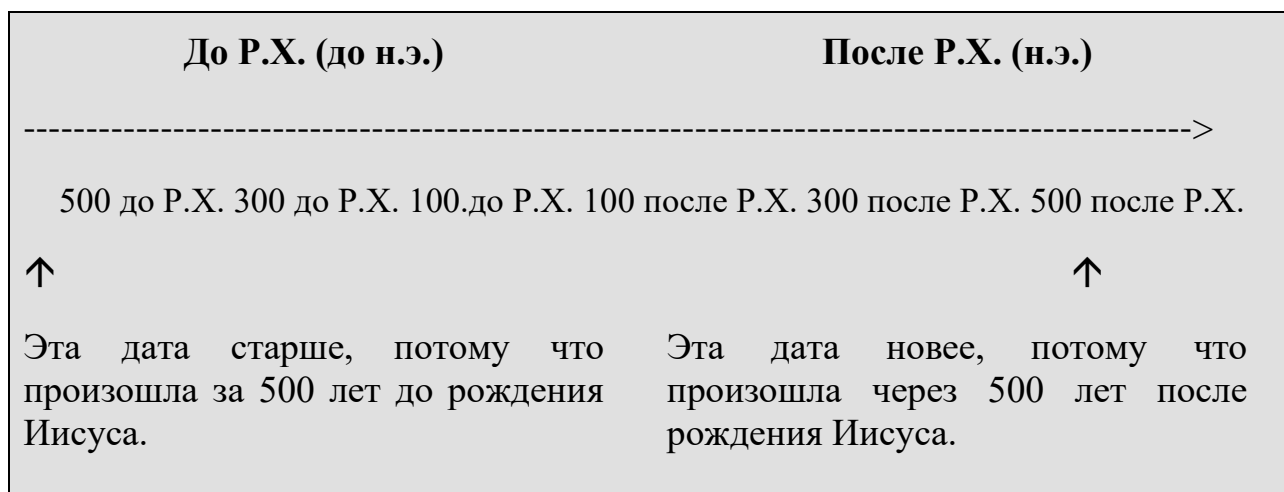 До Р.Х. (до н.э.) После Р.Х. (н.э.)
----------------------------------------------------------------------------------------------->
500 до Р.Х. 300 до Р.Х. 100.до Р.Х. 100 после Р.Х. 300 после Р.Х. 500 после Р.Х.
↑ ↑
Эта дата старше, потому что
произошла за 500 лет до рождения
Иисуса.
Эта дата новее, потому что
произошла через 500 лет после
рождения Иисуса.